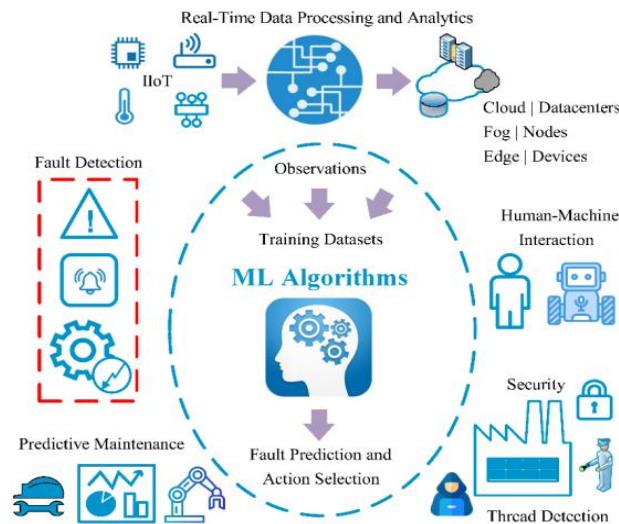 Real-Time Data Processing and Analytics
IIoT
Cloud | Datacenters
Fog | Nodes
Edge | Devices
Fault Detection
Observations
Training Datasets
ML Algorithms
Human-Machine
Interaction
Security
Predictive Maintenance
Fault Prediction and
Action Selection
Thread Detection